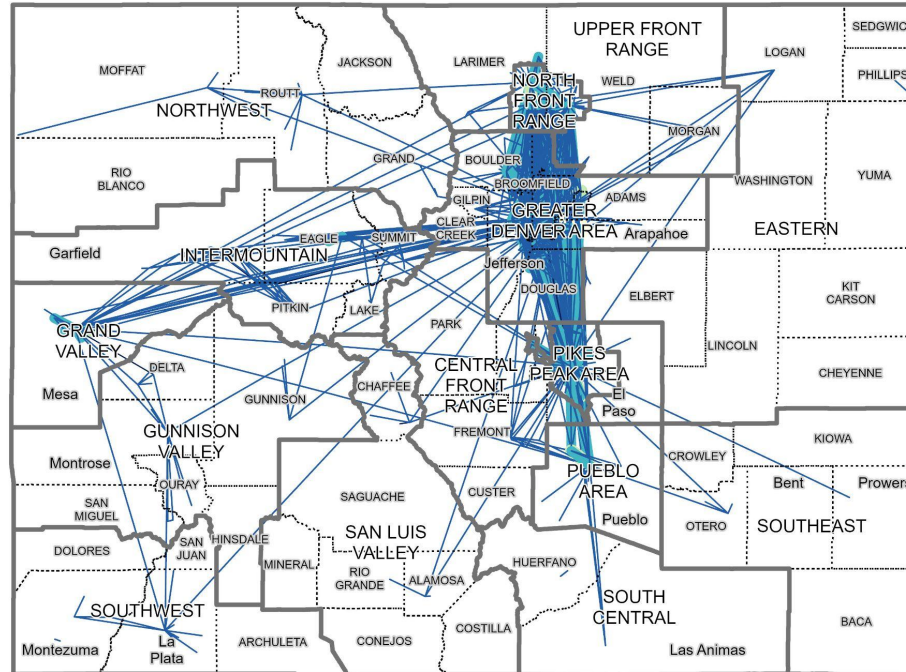 UPPER FRONT
RANGE
SEDGWIC
LOGAN
MOFFAT
JACKSON
LARIMER
WELD
PHILLIPS
NORTH
FRONT
RANGE
ROUTT
NORTHWEST
MORGAN
GRAND
BOULDER
RIO
BLANCO
BROOMFIELD
ADAMS
WASHINGTON
YUMA
GILPIN
GREATER
DENVER AREA
CLEAR
CREEK
EAGLE
SUMMIT
Arapahoe
EASTERN
Garfield
INTERMOUNTAIN
Jefferson
DOUGLAS
ELBERT
KIT
CARSON
PITKIN
LAKE
PARK
GRAND
VALLEY
LINCOLN
PIKES
PEAK AREA
DELTA
CENTRAL
FRONT
RANGE
CHEYENNE
Mesa
CHAFFEE
GUNNISON
El
Paso
GUNNISON
VALLEY
FREMONT
KIOWA
Montrose
CROWLEY
PUEBLO
AREA
OURAY
Bent
Prowers
SAGUACHE
CUSTER
SAN
MIGUEL
Pueblo
OTERO
SOUTHEAST
SAN
JUAN
HINSDALE
SAN LUIS
VALLEY
DOLORES
MINERAL
RIO
GRANDE
ALAMOSA
HUERFANO
SOUTHWEST
SOUTH
CENTRAL
COSTILLA
BACA
Montezuma
La
Plata
ARCHULETA
CONEJOS
Las Animas